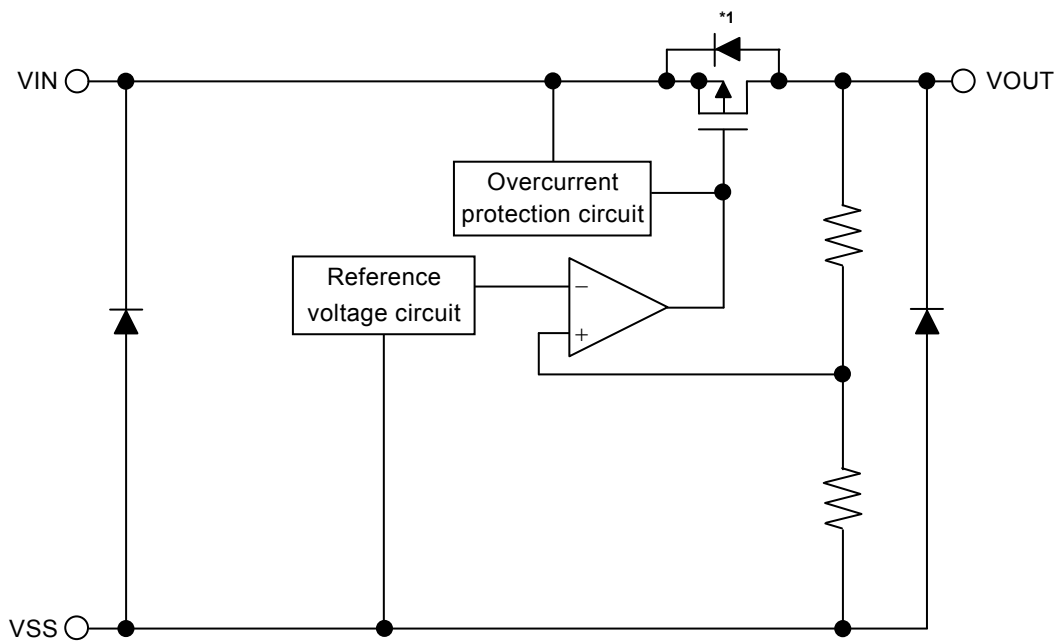 *1
VIN
VOUT
Overcurrent
protection circuit
Reference
voltage circuit
−
+
VSS